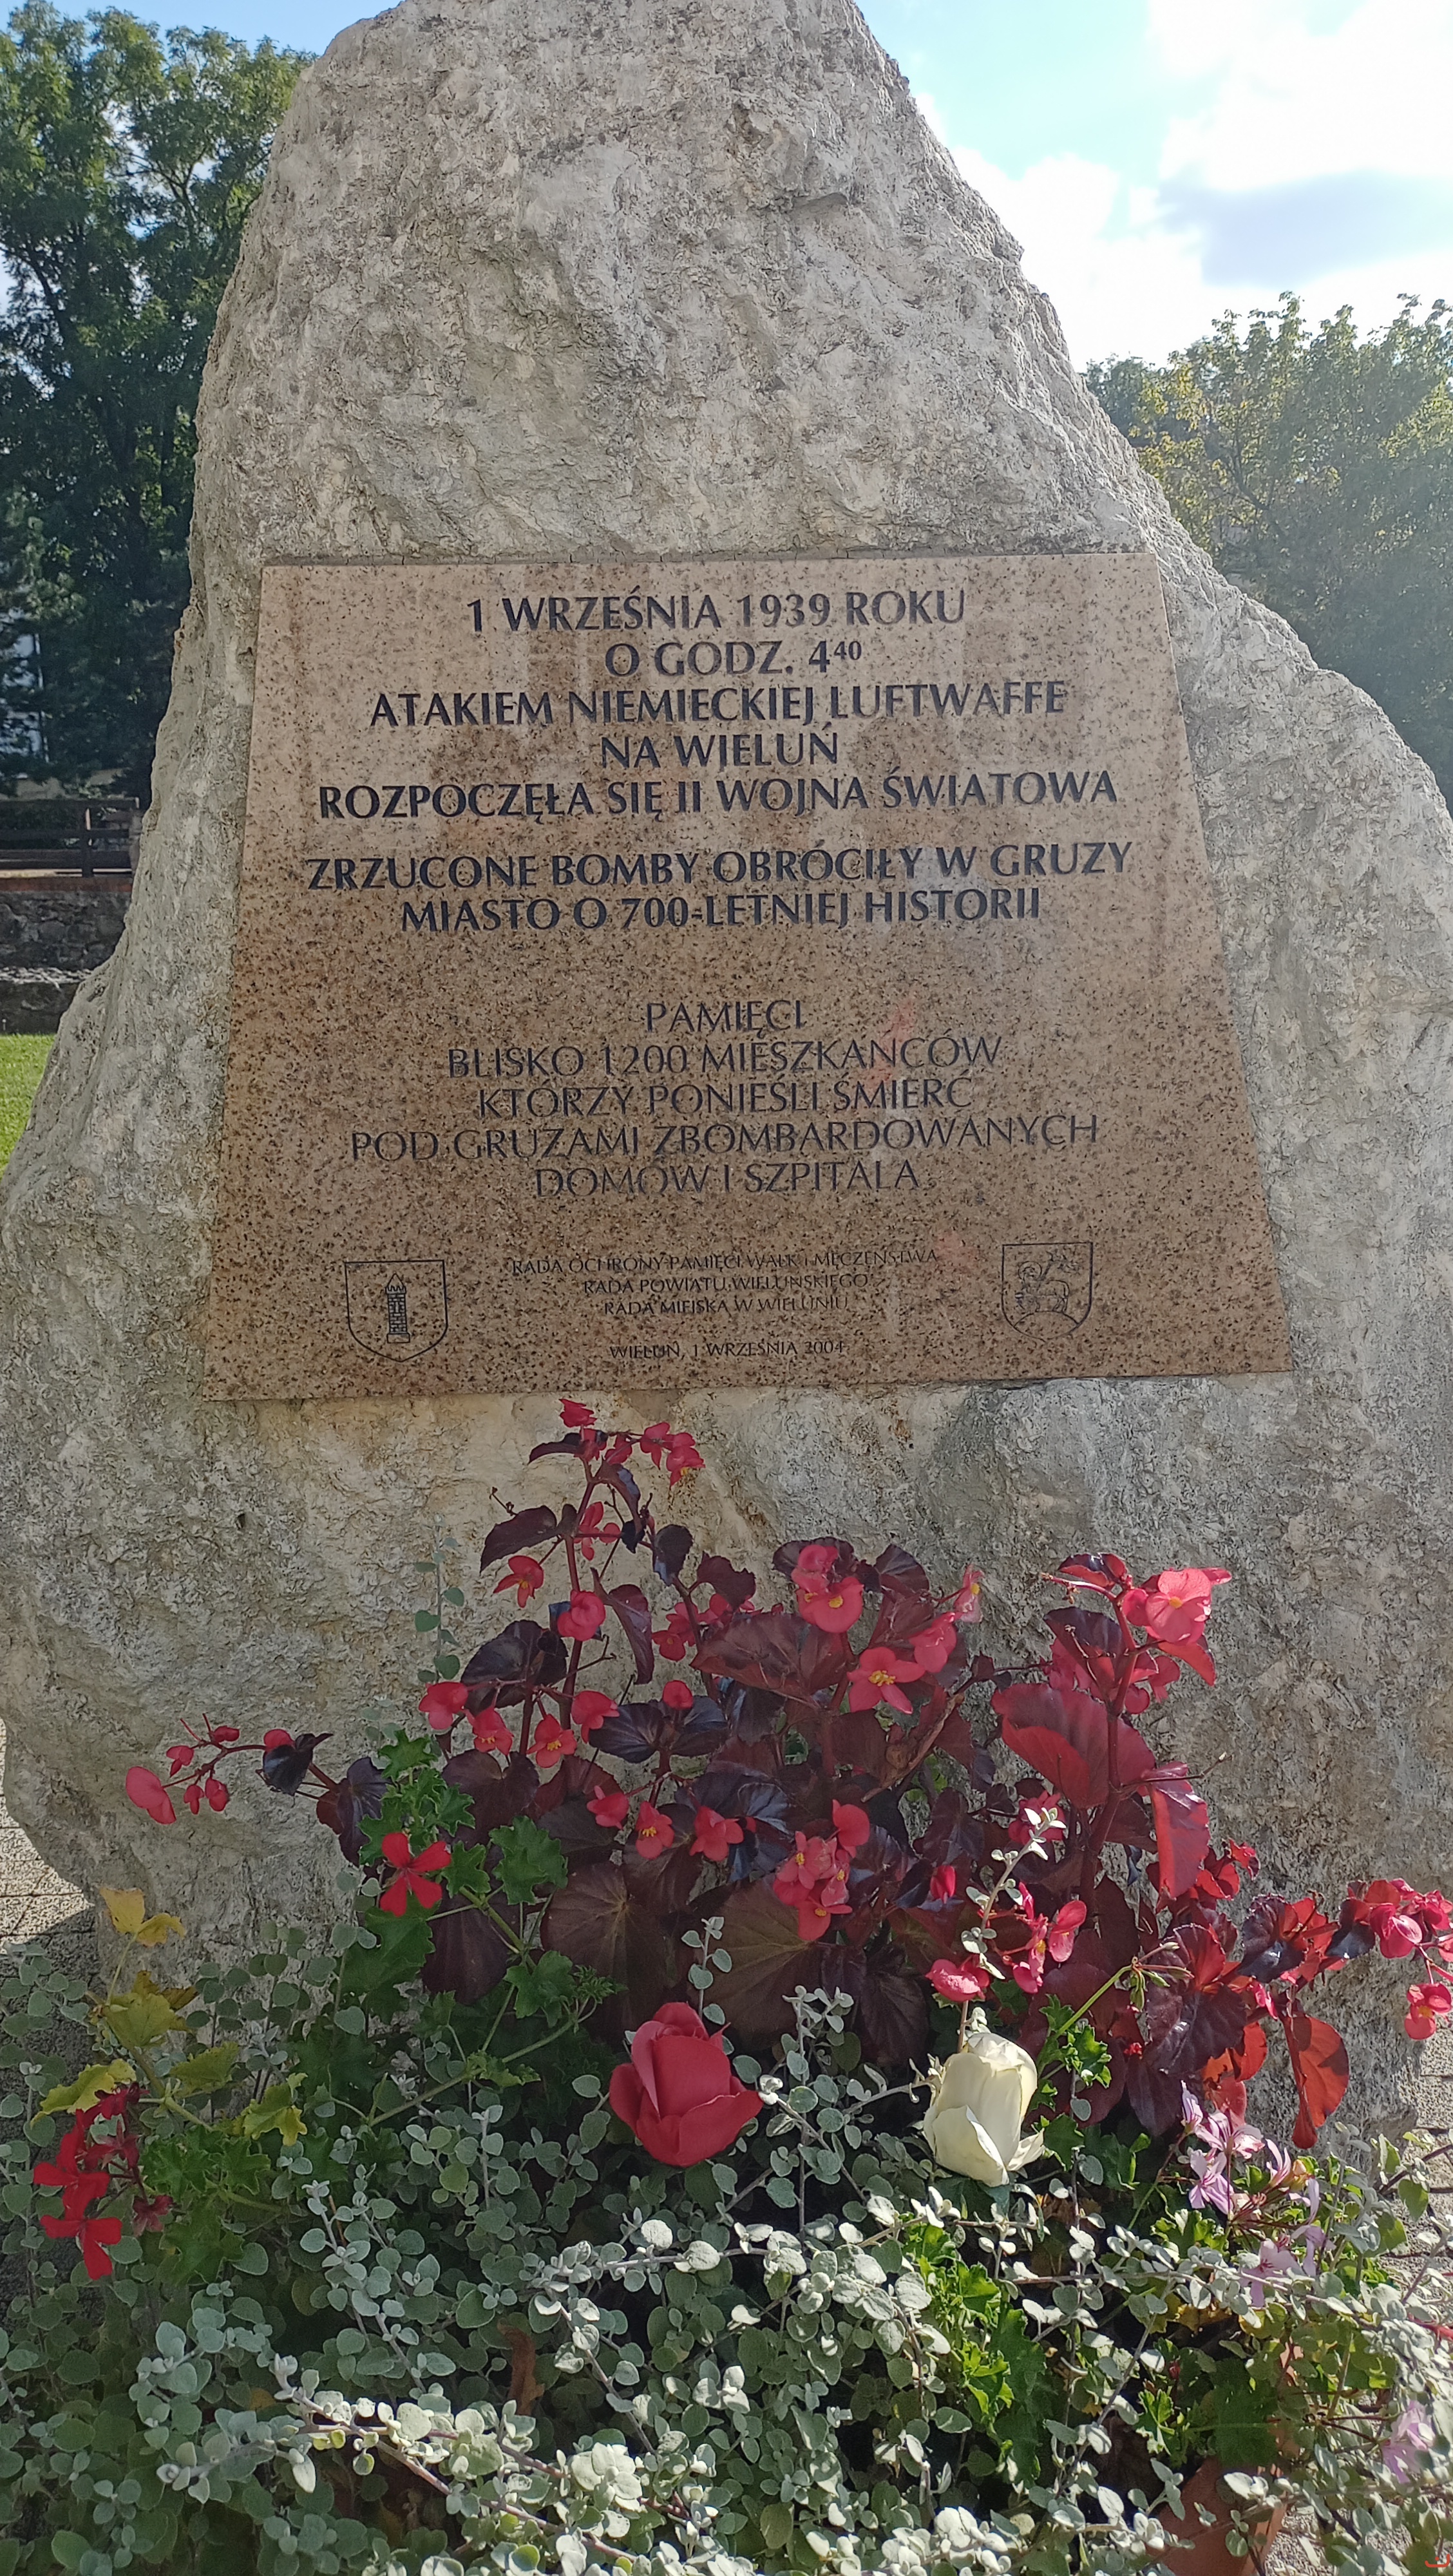 1 WRZEŚNIA 1939 ROKU
O GODZ. 4⁴⁰
ATAKIEM NIEMIECKIEJ LUFTWAFFE
NA WIELUŃ
ROZPOCZĘŁA SIĘ II WOJNA ŚWIATOWA
ZRZUCONE BOMBY OBRÓCIŁY W GRUZY
MIASTO O 700-LETNIEJ HISTORII
PAMIĘCI
BLISKO 1200 MIESZKAŃCÓW
KTÓRZY PONIEŚLI ŚMIERĆ
POD GRUZAMI ZBOMBARDOWANYCH
DOMÓW I SZPITALA
RADA OCHRONY PAMIĘCI WALK I MĘCZEŃSTWA
RADA POWIATU WIELUŃSKIEGO
RADA MIEJSKA W WIELUNIU
WIELUŃ, 1 WRZEŚNIA 2004